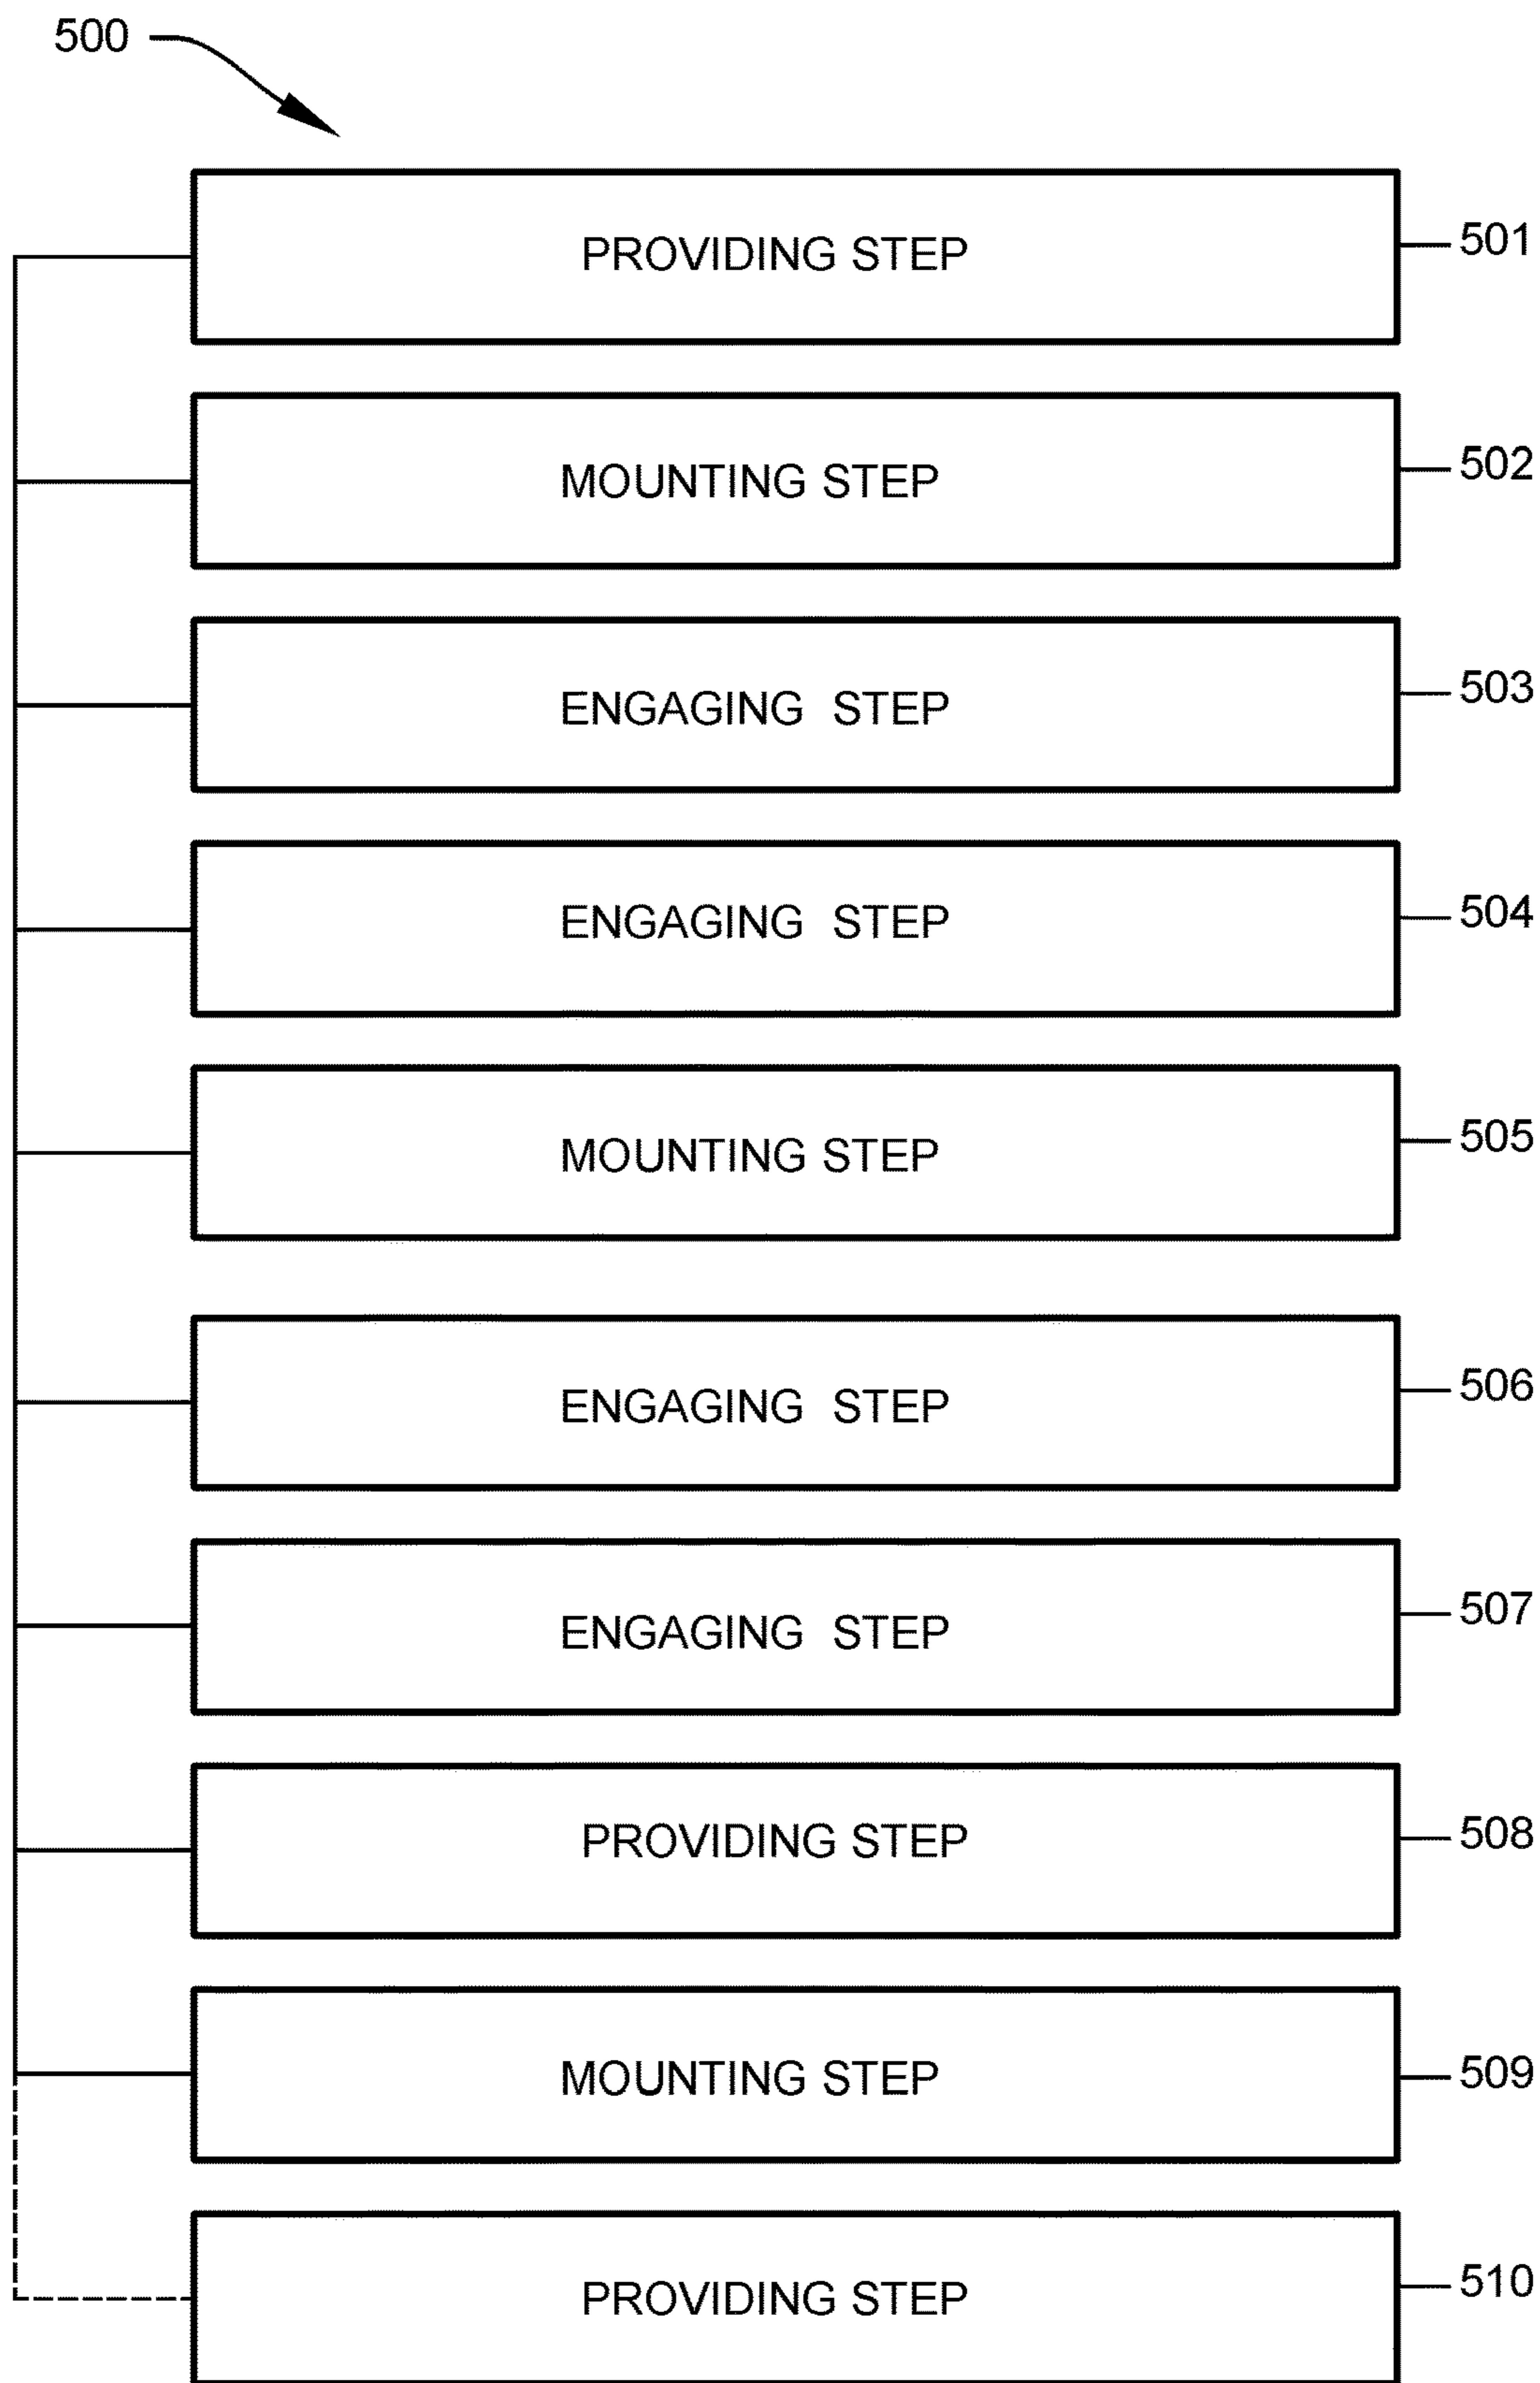 500
PROVIDING STEP 501
MOUNTING STEP 502
ENGAGING STEP 503
ENGAGING STEP 504
MOUNTING STEP 505
ENGAGING STEP 506
ENGAGING STEP 507
PROVIDING STEP 508
MOUNTING STEP 509
PROVIDING STEP 510